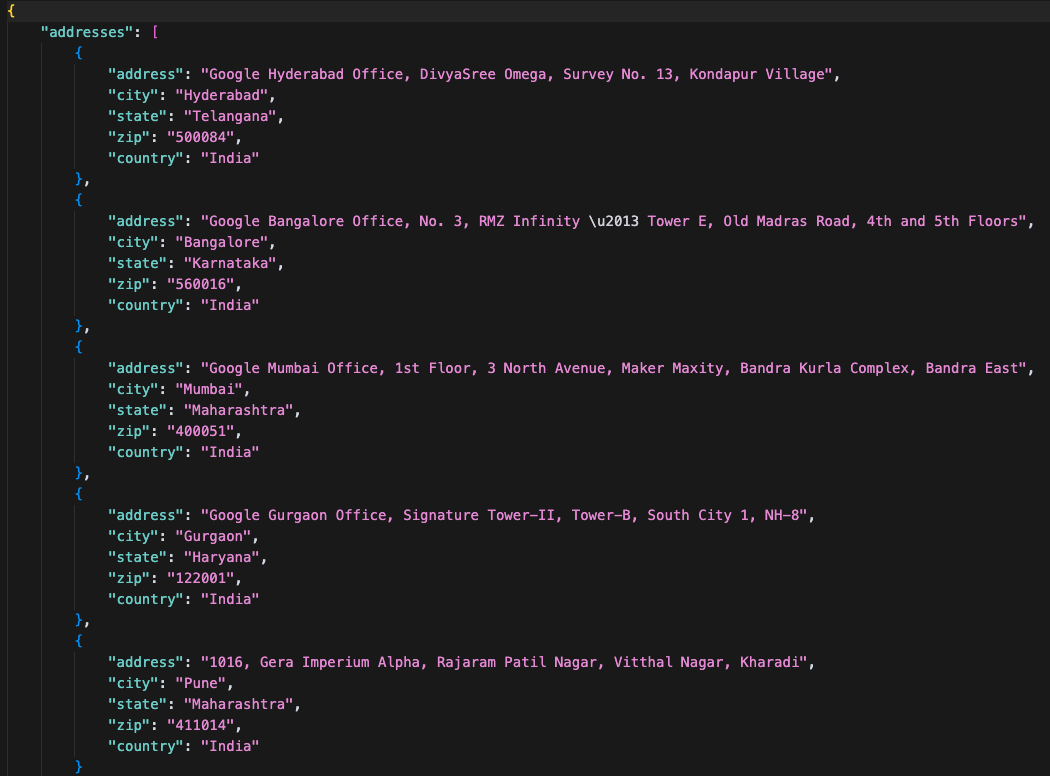 {
    "addresses": [
        {
            "address": "Google Hyderabad Office, DivyaSree Omega, Survey No. 13, Kondapur Village",
            "city": "Hyderabad",
            "state": "Telangana",
            "zip": "500084",
            "country": "India"
        },
        {
            "address": "Google Bangalore Office, No. 3, RMZ Infinity \u2013 Tower E, Old Madras Road, 4th and 5th Floors",
            "city": "Bangalore",
            "state": "Karnataka",
            "zip": "560016",
            "country": "India"
        },
        {
            "address": "Google Mumbai Office, 1st Floor, 3 North Avenue, Maker Maxity, Bandra Kurla Complex, Bandra East",
            "city": "Mumbai",
            "state": "Maharashtra",
            "zip": "400051",
            "country": "India"
        },
        {
            "address": "Google Gurgaon Office, Signature Tower-II, Tower-B, South City 1, NH-8",
            "city": "Gurgaon",
            "state": "Haryana",
            "zip": "122001",
            "country": "India"
        },
        {
            "address": "1016, Gera Imperium Alpha, Rajaram Patil Nagar, Vitthal Nagar, Kharadi",
            "city": "Pune",
            "state": "Maharashtra",
            "zip": "411014",
            "country": "India"
        }